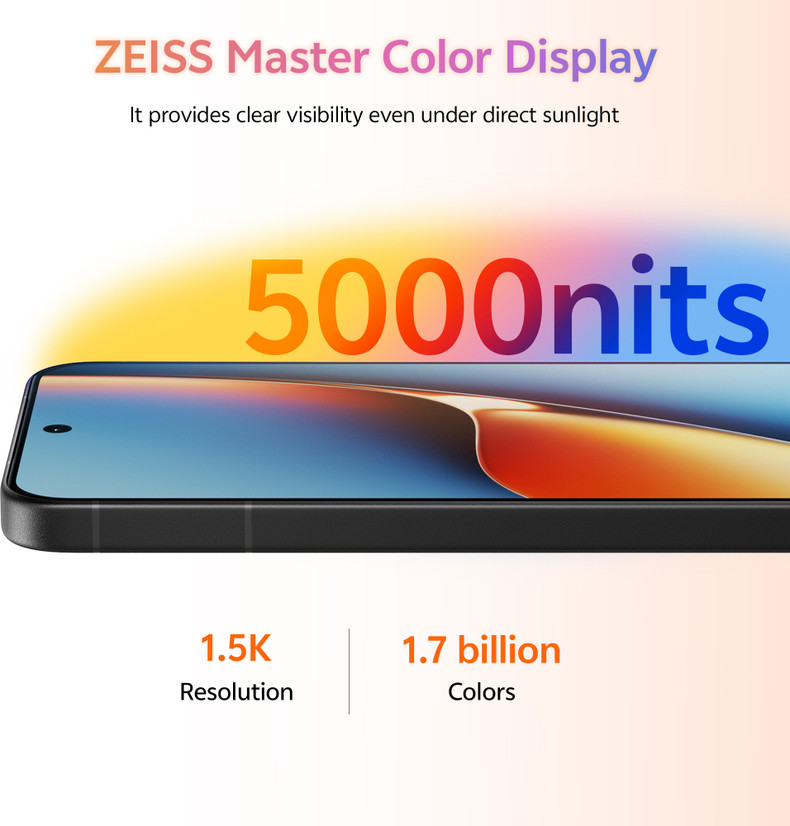 ZEISS Master Color Display
It provides clear visibility even under direct sunlight
5000nits
1.5K
Resolution
1.7 billion
Colors